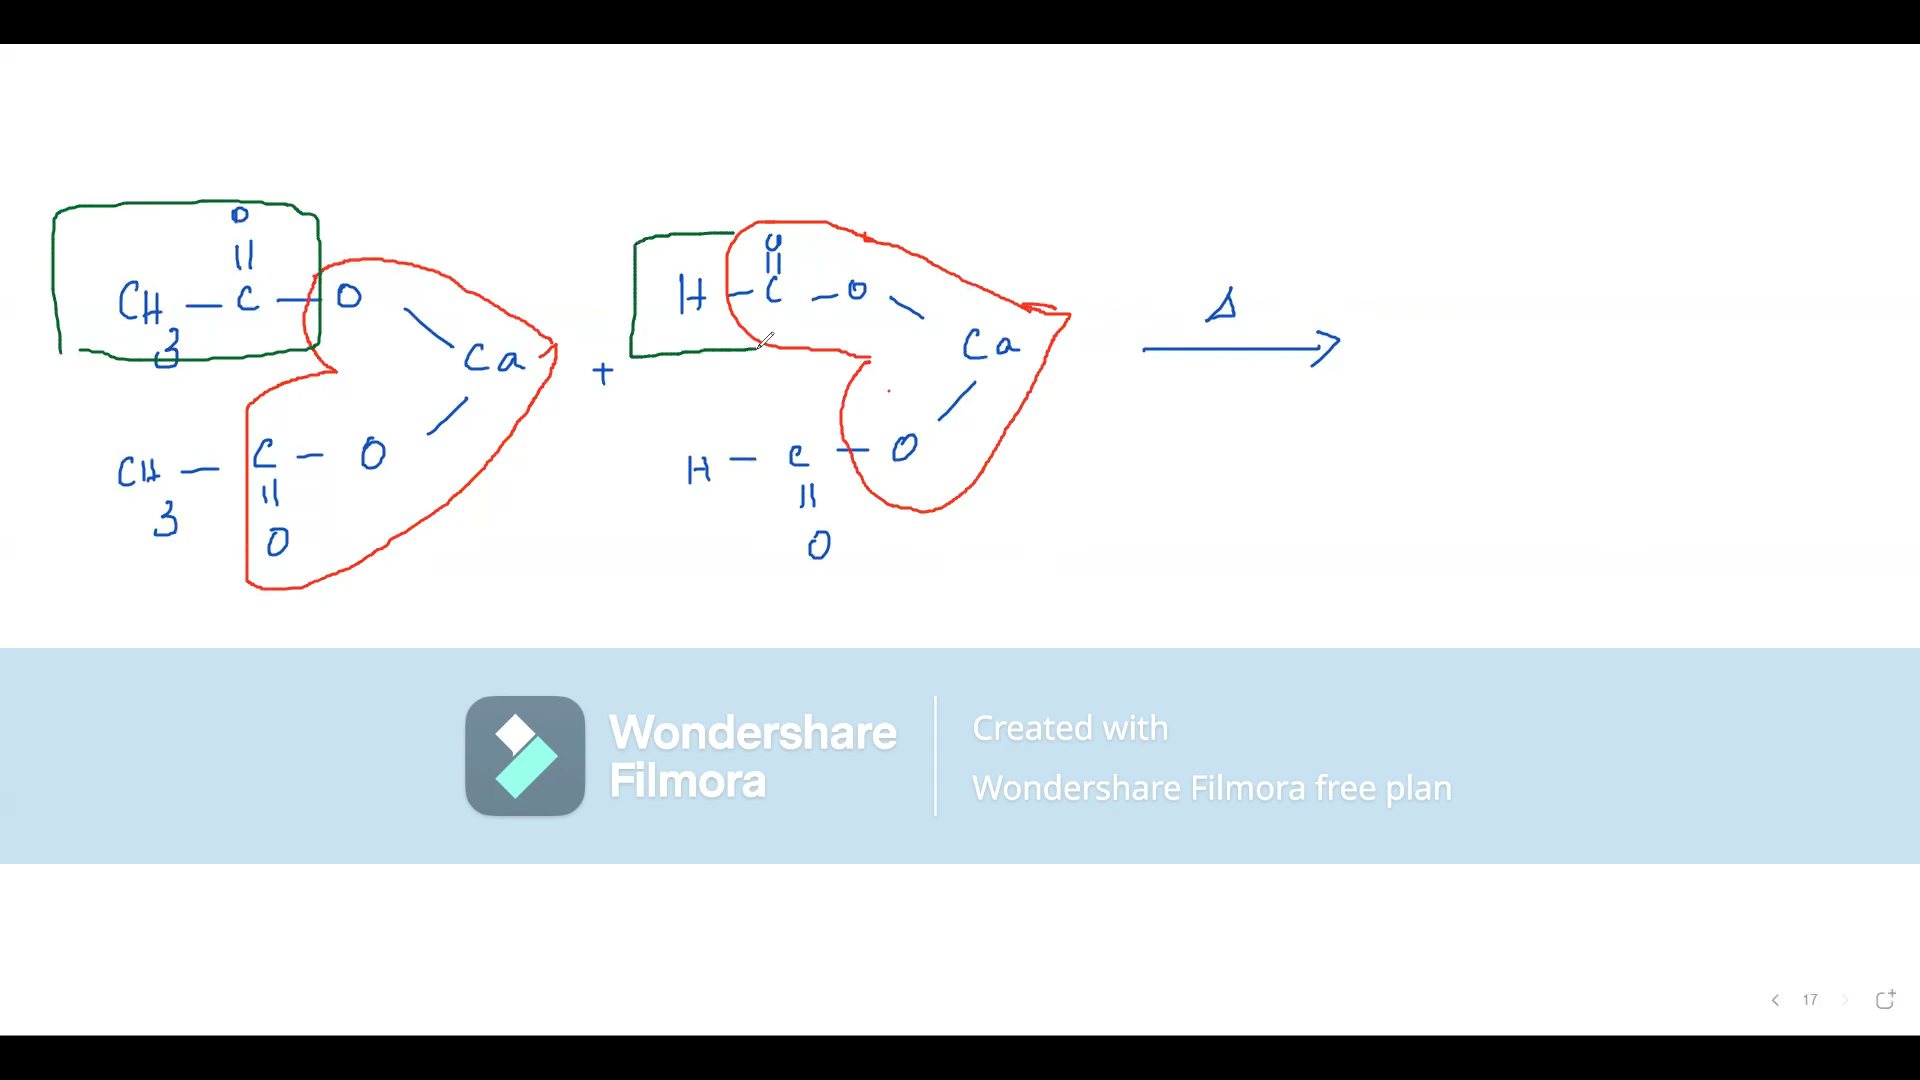 O O
|| ||
CH3 — C — O H – C – O
Ca + Ca Δ
CH3 — C – O H – C – O
|| ||
O O
Wondershare
Filmora
Created with
Wondershare Filmora free plan
17